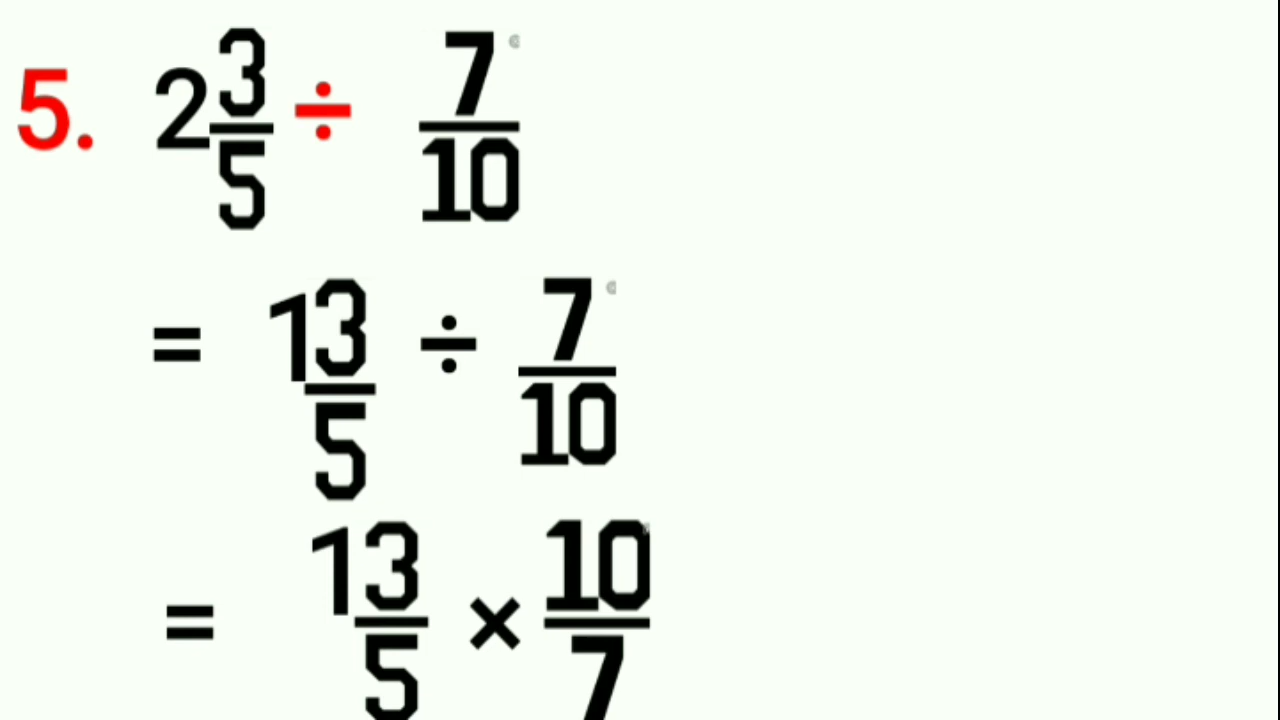 5. 2 3/5 ÷ 7/10
= 13/5 ÷ 7/10
= 13/5 × 10/7